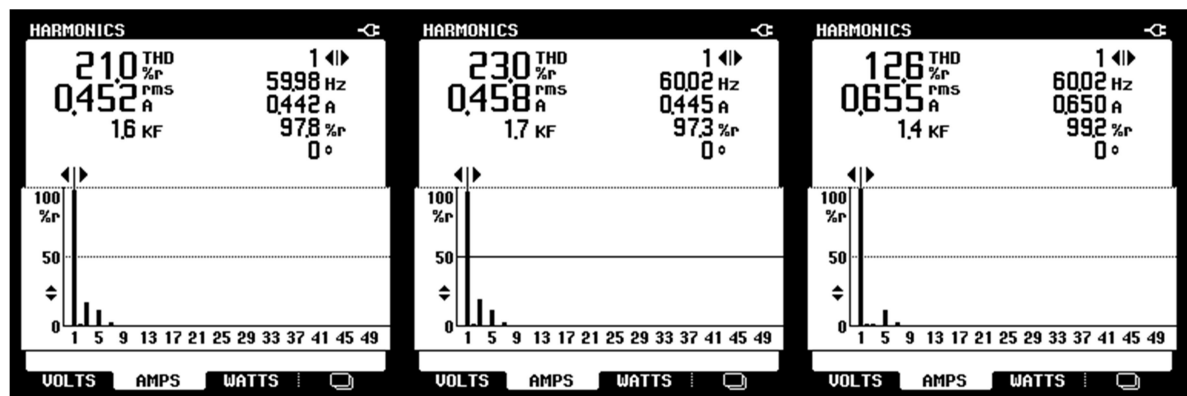 HARMONICS
21.0 THD %r
0.452 rms A
1.6 KF
1
59.98 Hz
0.442 A
97.8 %r
0 °
100
%r
50
0
1 5 9 13 17 21 25 29 33 37 41 45 49
VOLTS AMPS WATTS
HARMONICS
23.0 THD %r
0.458 rms A
1.7 KF
1
60.02 Hz
0.445 A
97.3 %r
0 °
100
%r
50
0
1 5 9 13 17 21 25 29 33 37 41 45 49
VOLTS AMPS WATTS
HARMONICS
12.6 THD %r
0.655 rms A
1.4 KF
1
60.02 Hz
0.650 A
99.2 %r
0 °
100
%r
50
0
1 5 9 13 17 21 25 29 33 37 41 45 49
VOLTS AMPS WATTS